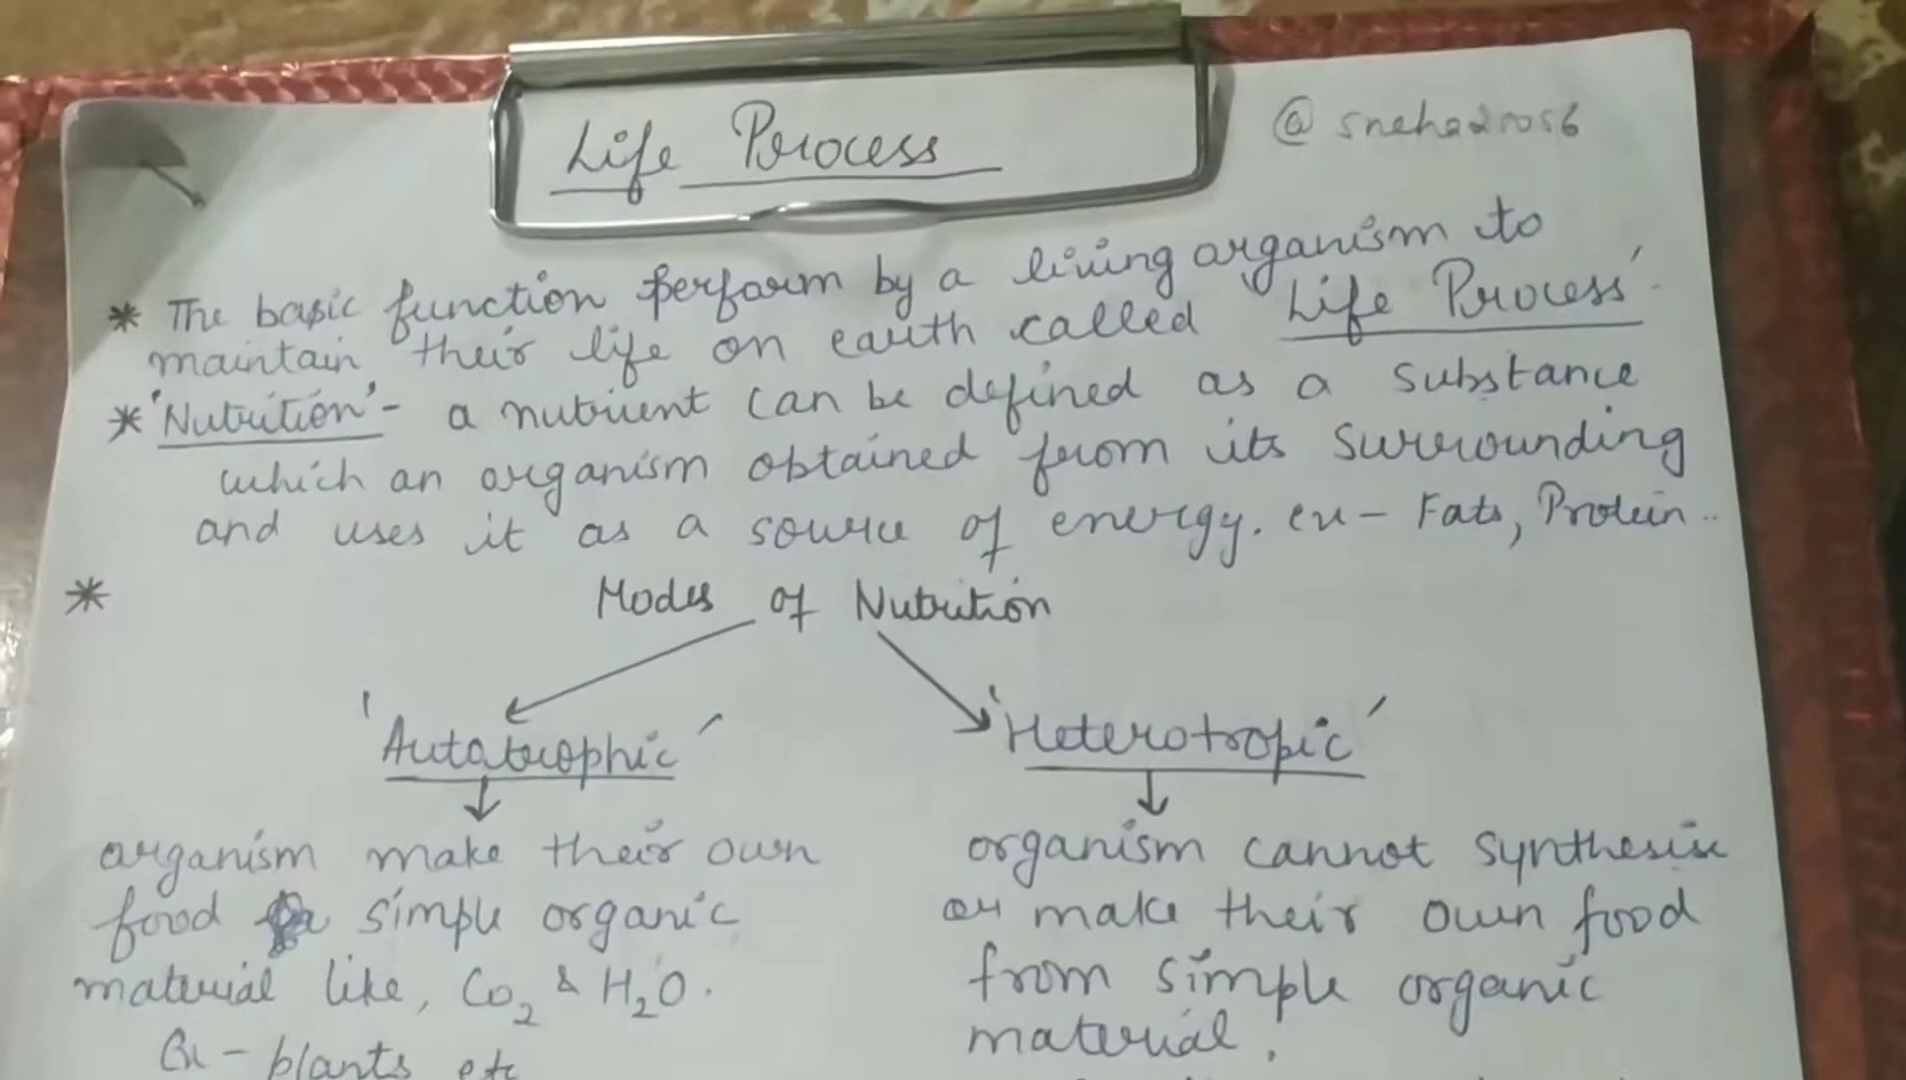 Life Process
@sneha21056
* The basic function perform by a living organism to
maintain their life on earth called 'Life Process'
* 'Nutrition' - a nutrient can be defined as a substance
which an organism obtained from its surrounding
and uses it as a source of energy. ex - Fats, Protein..
* Modes of Nutrition
'Autotrophic' 'Heterotropic'
organism make their own
food simple organic
material like, Co2 & H2O.
Ex - plants etc
organism cannot synthesise
or make their own food
from simple organic
material.